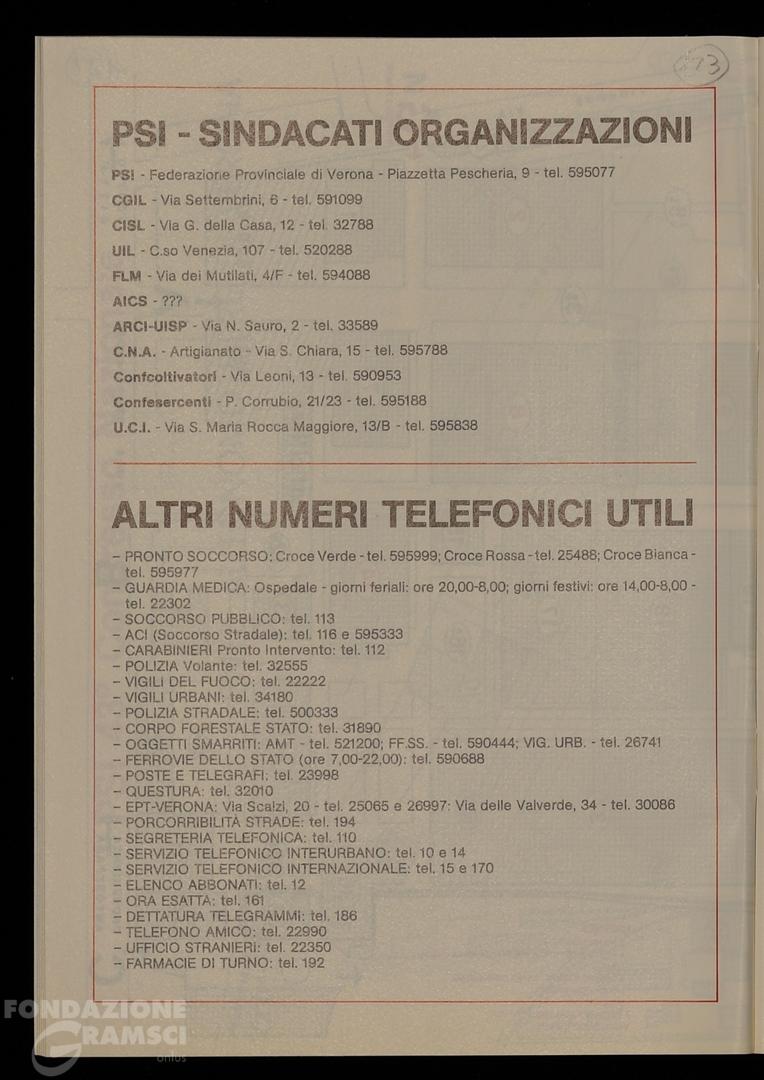 13
PSI - SINDACATI ORGANIZZAZIONI
PSI - Federazione Provinciale di Verona - Piazzetta Pescheria, 9 - tel. 595077
CGIL - Via Settembrini, 6 - tel. 591099
CISL - Via G. della Casa, 12 - tel. 32788
UIL - C.so Venezia, 107 - tel. 520288
FLM - Via dei Mutilati, 4/F - tel. 594088
AICS - ???
ARCI-UISP - Via N. Sauro, 2 - tel. 33589
C.N.A. - Artigianato - Via S. Chiara, 15 - tel. 595788
Confcoltivatori - Via Leoni, 13 - tel. 590953
Confesercenti - P. Corrubio, 21/23 - tel. 595188
U.C.I. - Via S. Maria Rocca Maggiore, 13/B - tel. 595838
ALTRI NUMERI TELEFONICI UTILI
– PRONTO SOCCORSO: Croce Verde - tel. 595999; Croce Rossa - tel. 25488; Croce Bianca -
tel. 595977
– GUARDIA MEDICA: Ospedale - giorni feriali: ore 20,00-8,00; giorni festivi: ore 14,00-8,00 -
tel. 22302
– SOCCORSO PUBBLICO: tel. 113
– ACI (Soccorso Stradale): tel. 116 e 595333
– CARABINIERI Pronto Intervento: tel. 112
– POLIZIA Volante: tel. 32555
– VIGILI DEL FUOCO: tel. 22222
– VIGILI URBANI: tel. 34180
– POLIZIA STRADALE: tel. 500333
– CORPO FORESTALE STATO: tel. 31890
– OGGETTI SMARRITI: AMT - tel. 521200; FF.SS. - tel. 590444; VIG. URB. - tel. 26741
– FERROVIE DELLO STATO (ore 7,00-22,00): tel. 590688
– POSTE E TELEGRAFI: tel. 23998
– QUESTURA: tel. 32010
– EPT-VERONA: Via Scalzi, 20 - tel. 25065 e 26997: Via delle Valverde, 34 - tel. 30086
– PORCORRIBILITÀ STRADE: tel. 194
– SEGRETERIA TELEFONICA: tel. 110
– SERVIZIO TELEFONICO INTERURBANO: tel. 10 e 14
– SERVIZIO TELEFONICO INTERNAZIONALE: tel. 15 e 170
– ELENCO ABBONATI: tel. 12
– ORA ESATTA: tel. 161
– DETTATURA TELEGRAMMI: tel. 186
– TELEFONO AMICO: tel. 22990
– UFFICIO STRANIERI: tel. 22350
– FARMACIE DI TURNO: tel. 192
FONDAZIONE
GRAMSCI
onlus